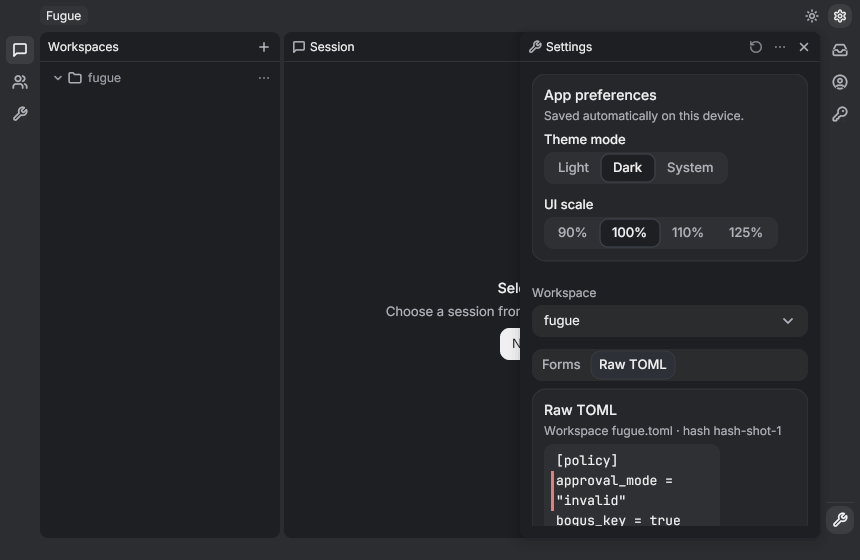 Fugue
Workspaces
fugue
Session
Choose a session from
Settings
App preferences
Saved automatically on this device.
Theme mode
Light Dark System
UI scale
90% 100% 110% 125%
Workspace
fugue
Forms Raw TOML
Raw TOML
Workspace fugue.toml · hash hash-shot-1
[policy]
approval_mode =
"invalid"
bogus_key = true